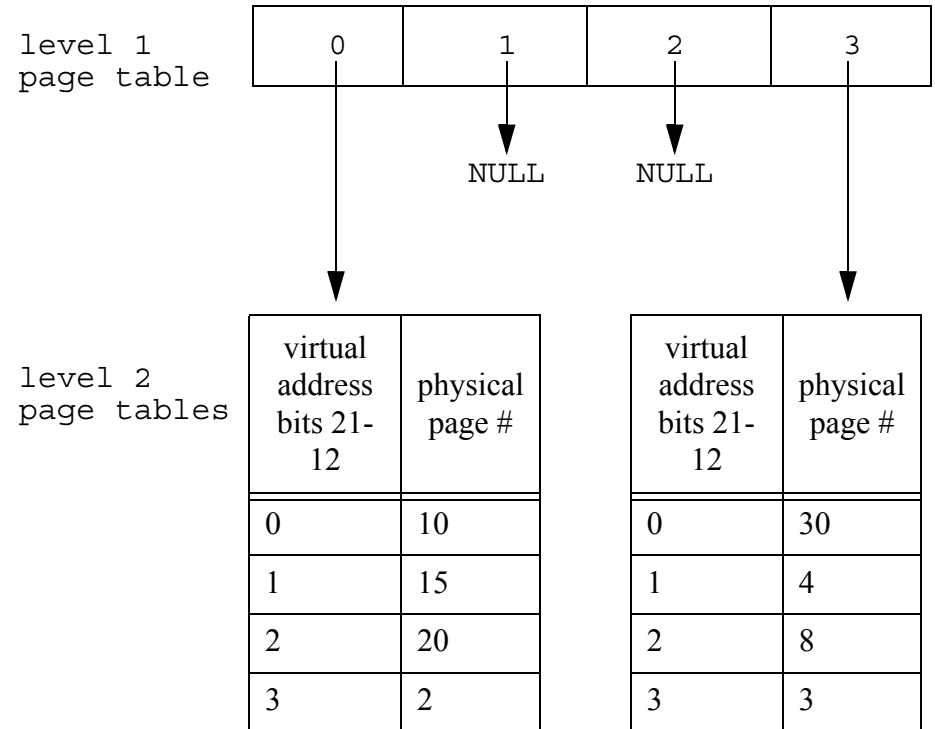 level 1
page table
0 1 2 3
NULL NULL
level 2
page tables
virtual
address
bits 21-
12
physical
page #
0 10
1 15
2 20
3 2
virtual
address
bits 21-
12
physical
page #
0 30
1 4
2 8
3 3